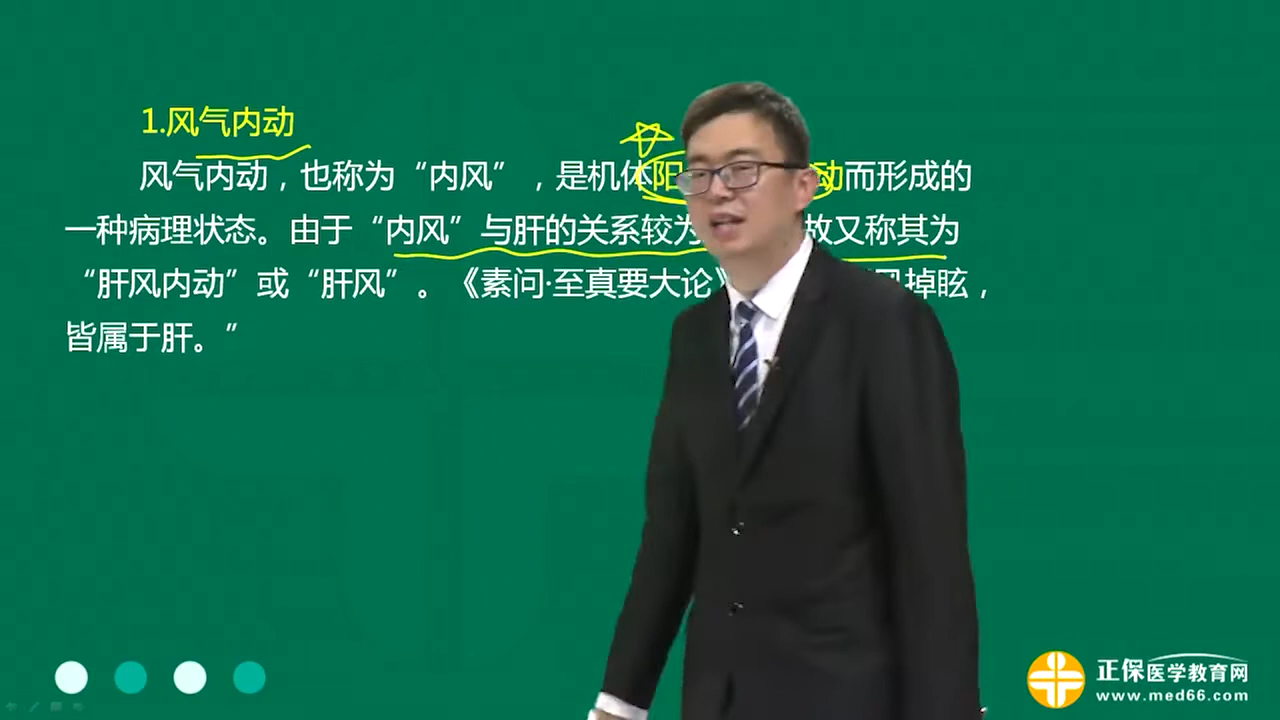 1.风气内动
风气内动，也称为“内风”，是机体阳动而形成的
一种病理状态。由于“内风”与肝的关系较为故又称其为
“肝风内动”或“肝风”。《素问·至真要大论》掉眩，
皆属于肝。”
正保医学教育网
www.med66.com